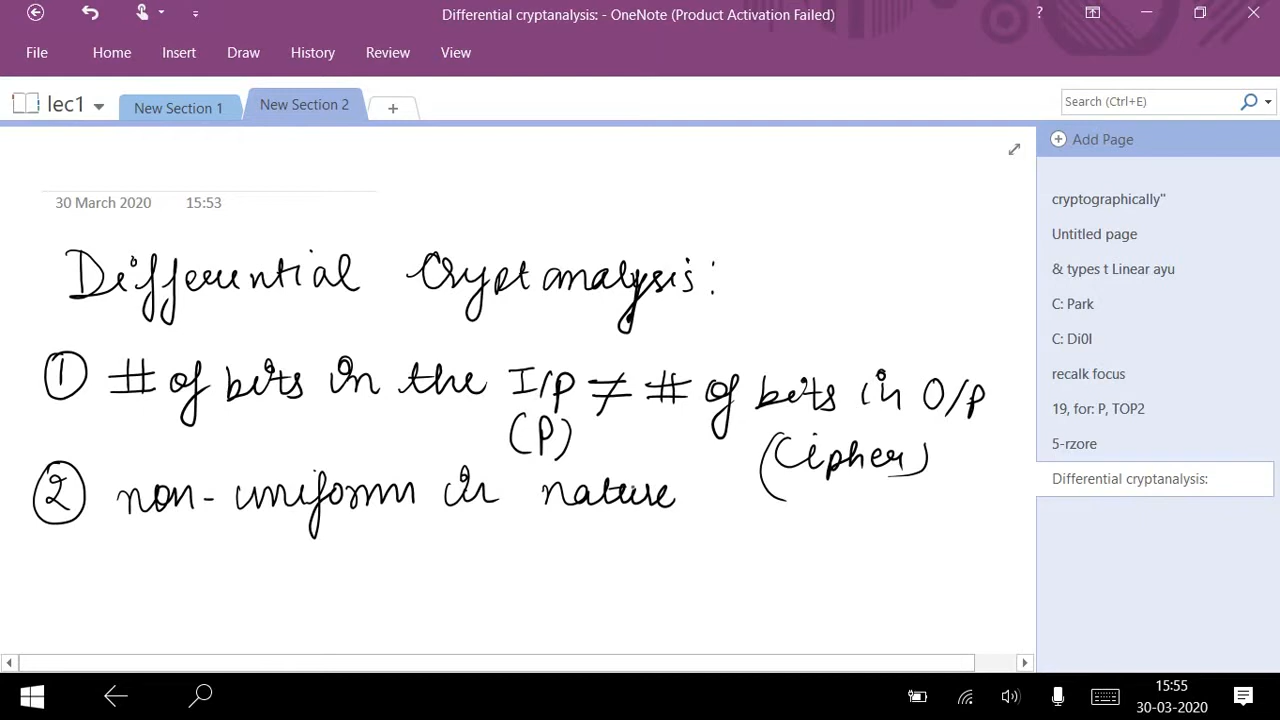 Differential cryptanalysis: - OneNote (Product Activation Failed)
File Home Insert Draw History Review View
lec1 New Section 1 New Section 2 +
Search (Ctrl+E)
30 March 2020 15:53
Differential Cryptanalysis:
① # of bits in the I/P ≠ # of bits in O/P
(P) (Cipher)
② non-uniform in nature
Add Page
cryptographically"
Untitled page
& types t Linear ayu
C: Park
C: Di0I
recalk focus
19, for: P, TOP2
5-rzore
Differential cryptanalysis:
15:55
30-03-2020